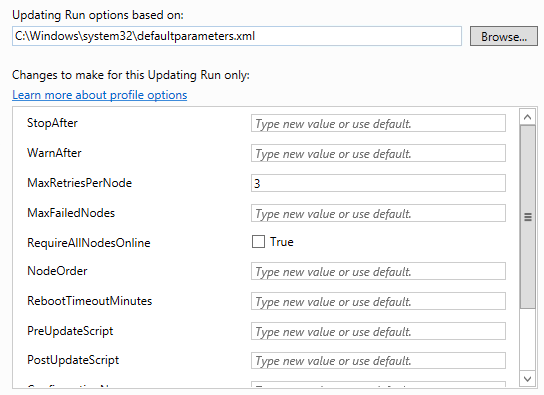 Updating Run options based on:
C:\Windows\system32\defaultparameters.xml
Browse...
Changes to make for this Updating Run only:
Learn more about profile options
StopAfter Type new value or use default.
WarnAfter Type new value or use default.
MaxRetriesPerNode 3
MaxFailedNodes Type new value or use default.
RequireAllNodesOnline True
NodeOrder Type new value or use default.
RebootTimeoutMinutes Type new value or use default.
PreUpdateScript Type new value or use default.
PostUpdateScript Type new value or use default.